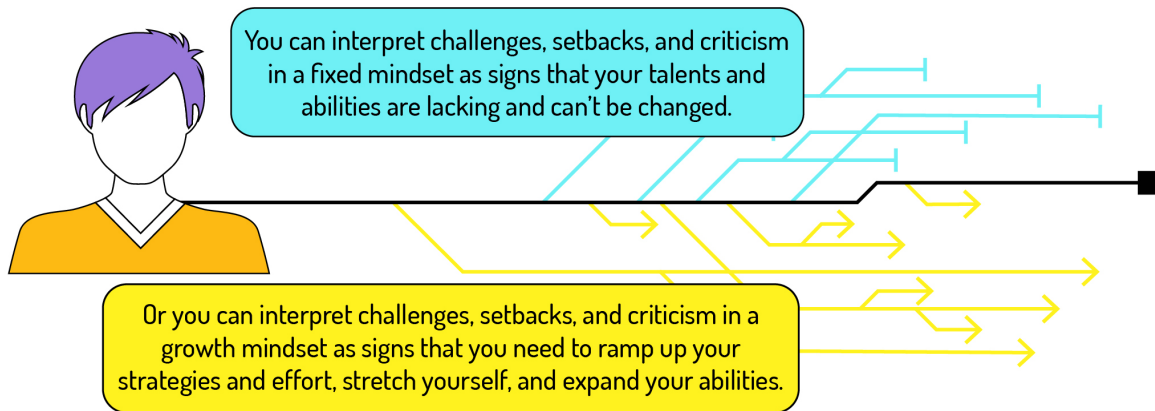 You can interpret challenges, setbacks, and criticism
in a fixed mindset as signs that your talents and
abilities are lacking and can’t be changed.
Or you can interpret challenges, setbacks, and criticism in a
growth mindset as signs that you need to ramp up your
strategies and effort, stretch yourself, and expand your abilities.